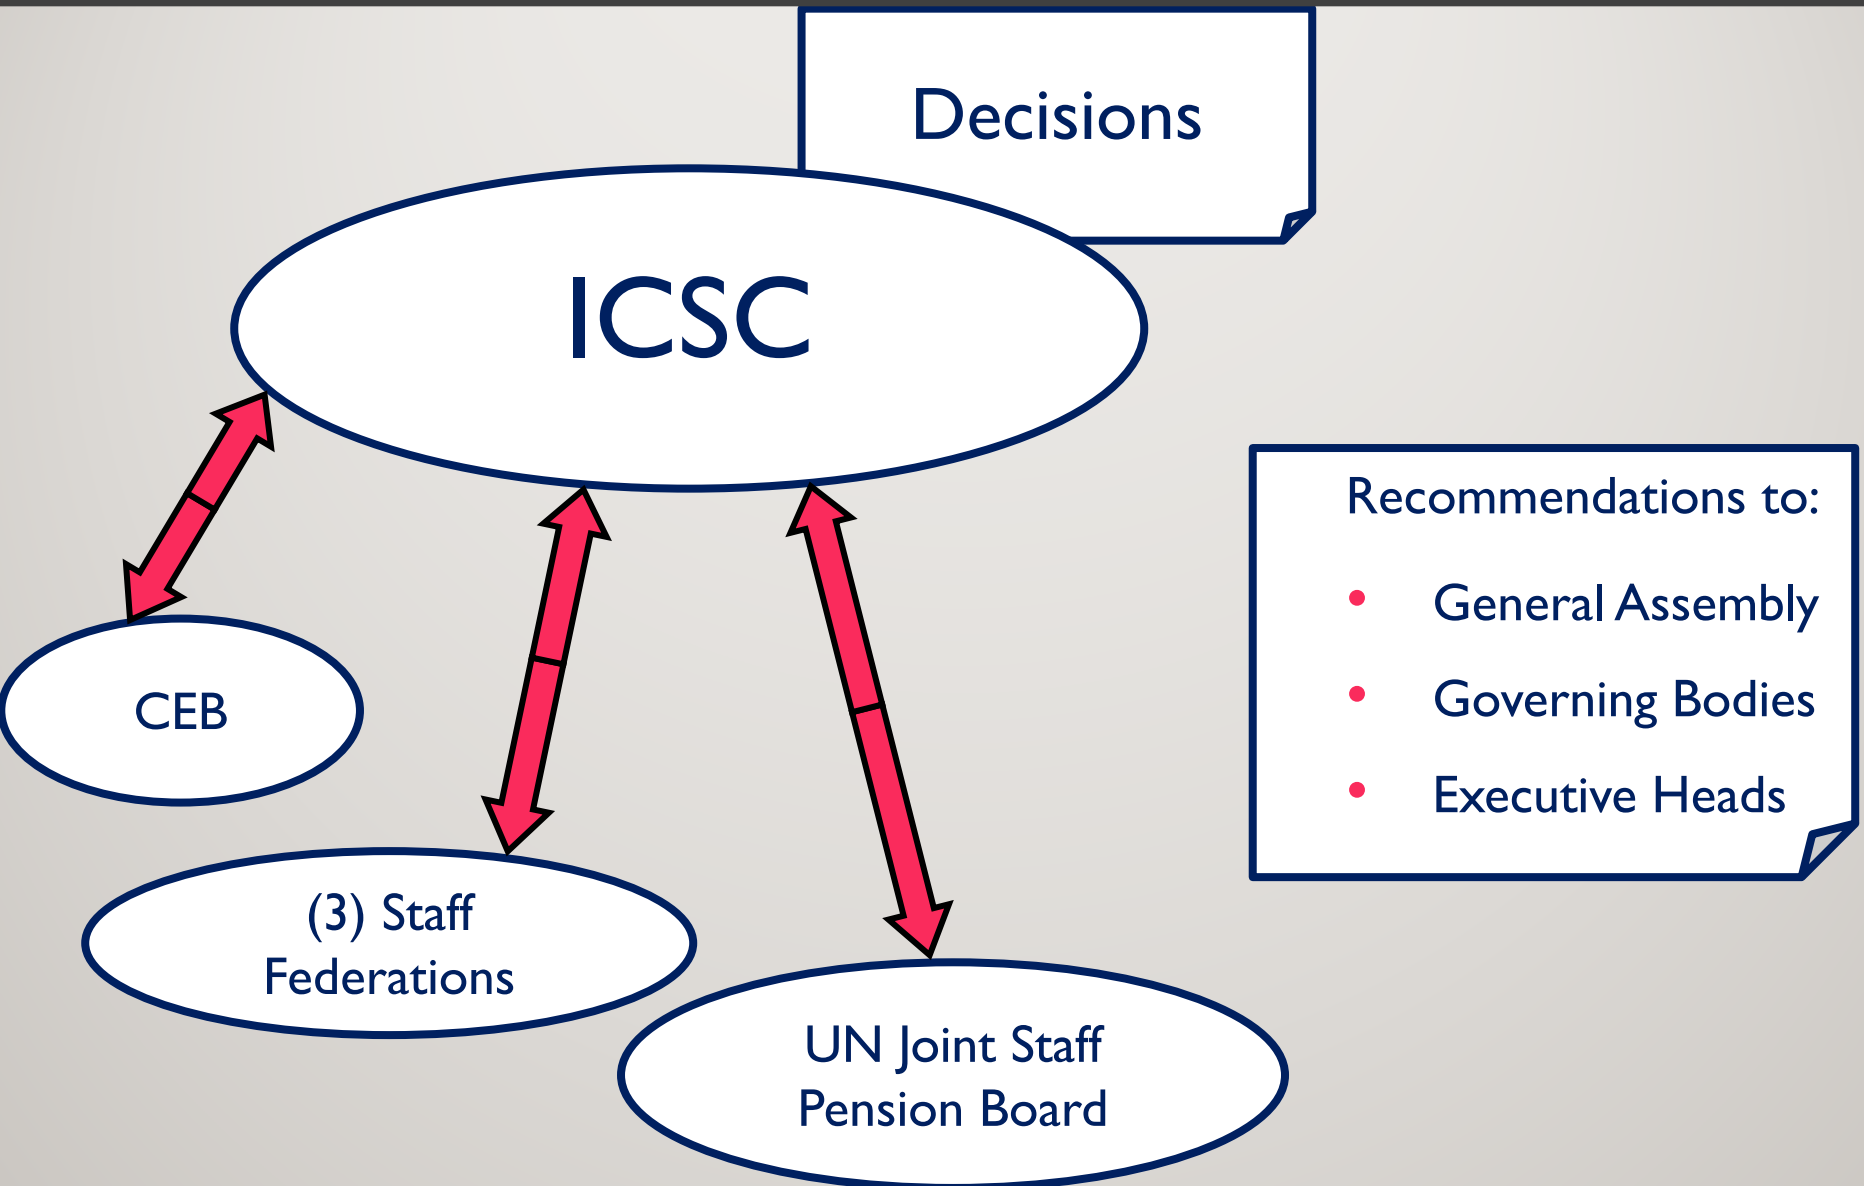 Decisions
ICSC
Recommendations to:
• General Assembly
• Governing Bodies
• Executive Heads
CEB
(3) Staff
Federations
UN Joint Staff
Pension Board